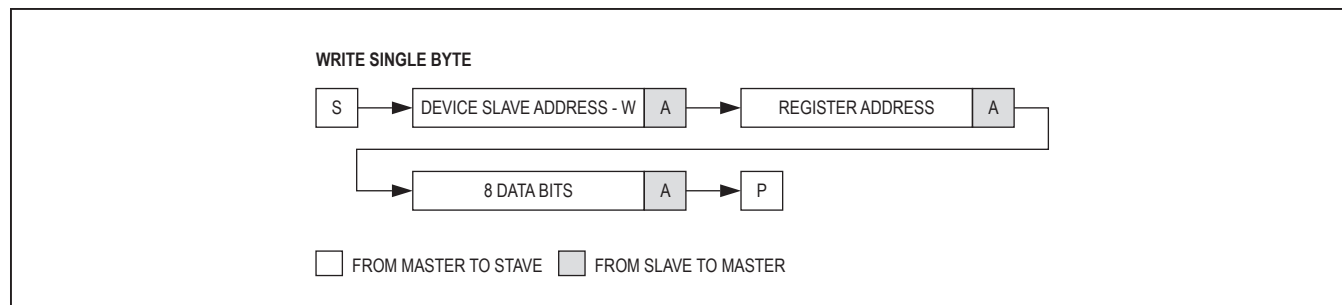 WRITE SINGLE BYTE
S DEVICE SLAVE ADDRESS - W A REGISTER ADDRESS A
8 DATA BITS A P
FROM MASTER TO STAVE FROM SLAVE TO MASTER